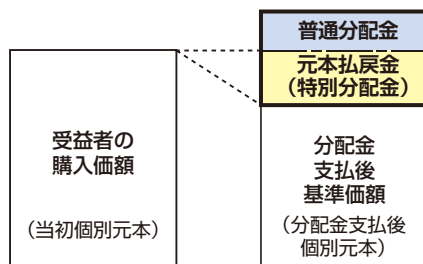 普通分配金
元本払戻金
（特別分配金）
受益者の
購入価額
（当初個別元本）
分配金
支払後
基準価額
（分配金支払後
個別元本）